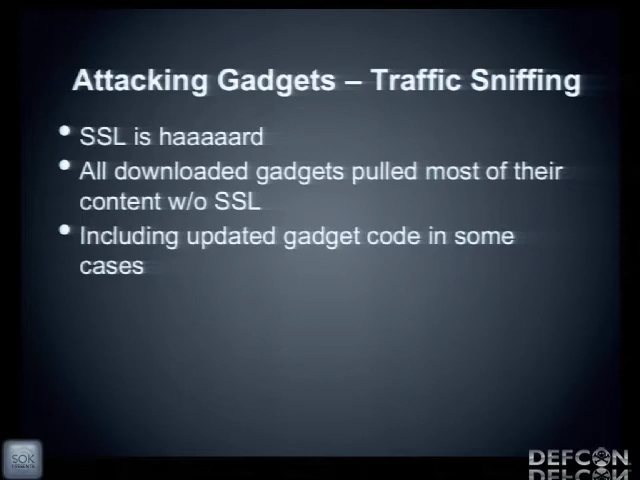 Attacking Gadgets – Traffic Sniffing
• SSL is haaaaard
• All downloaded gadgets pulled most of their
content w/o SSL
• Including updated gadget code in some
cases
SOK
DEFCON